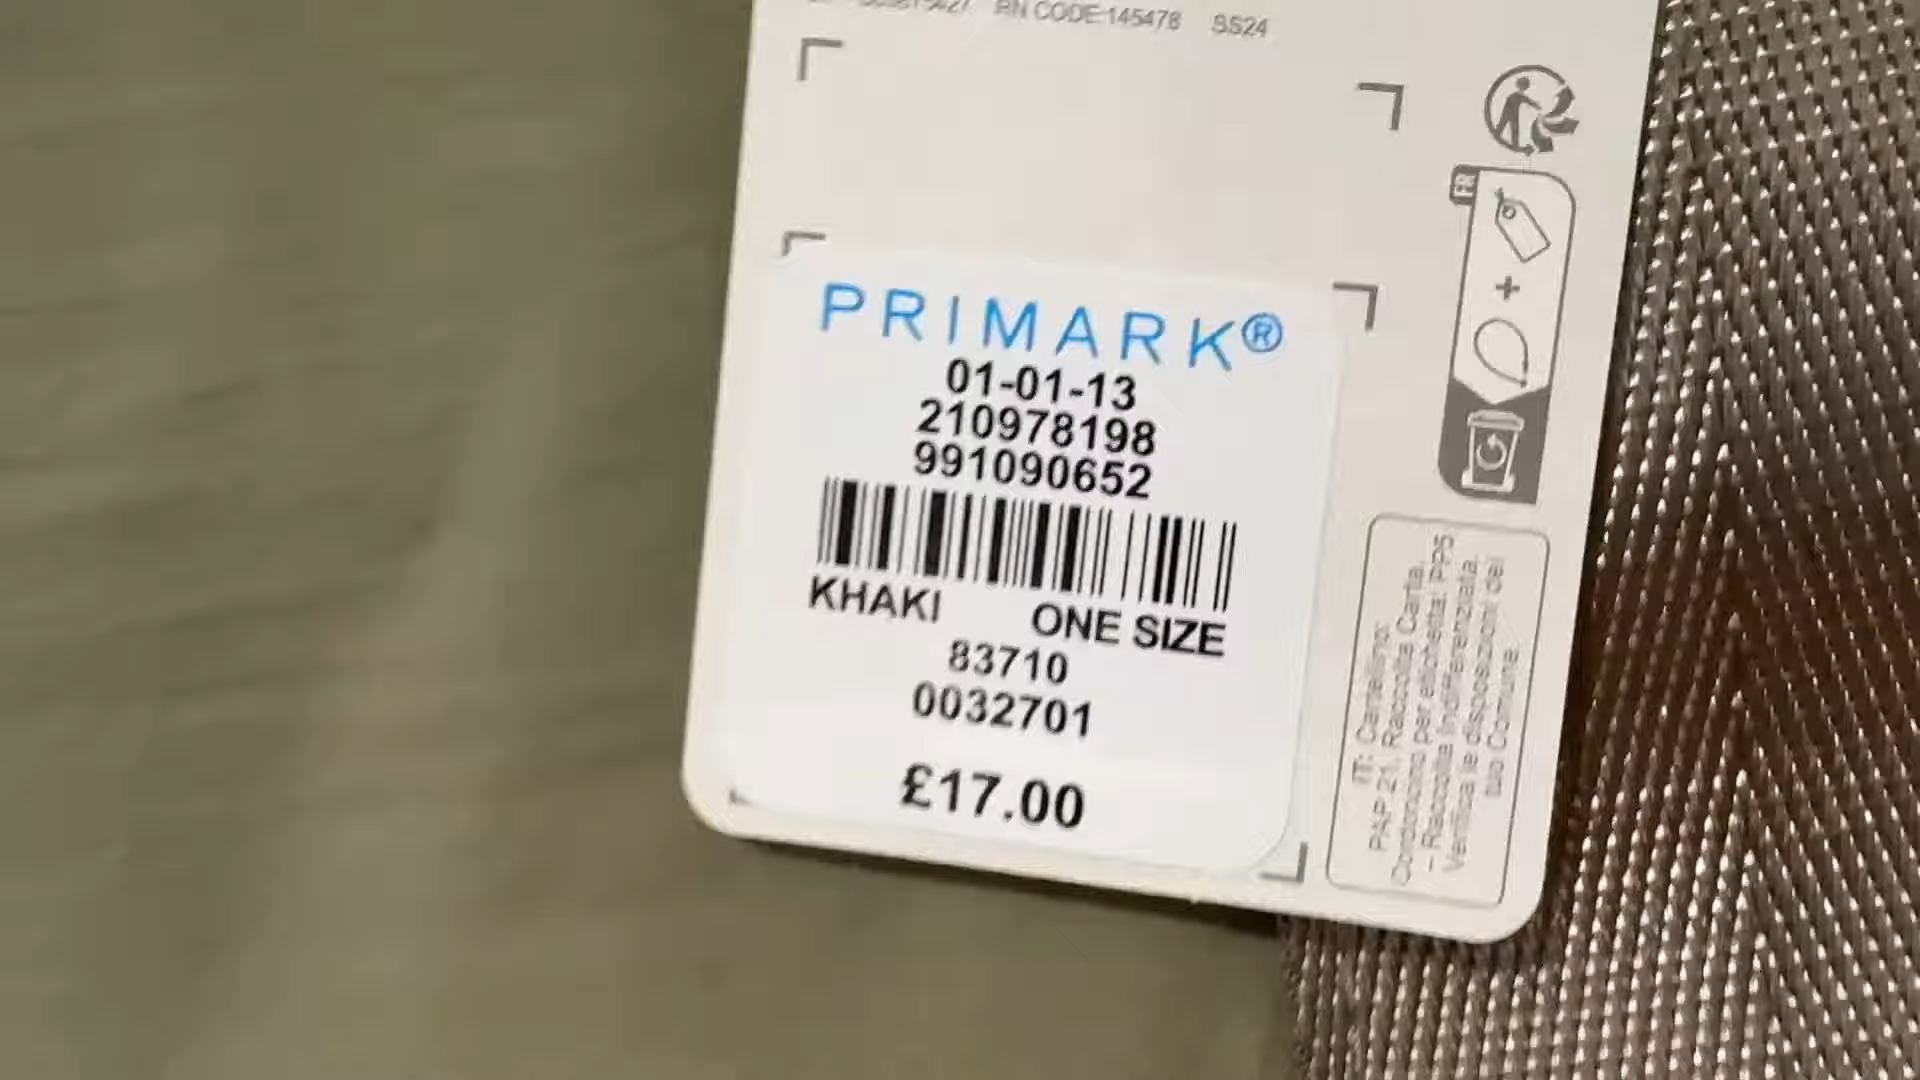 RN CODE:145478 SS24
PRIMARK®
01-01-13
210978198
991090652
KHAKI ONE SIZE
83710
0032701
£17.00
FR
+
IT: Cartellino:
PAP 21, Raccolta Carta.
Cordoncino per etichetta: PP5
– Raccolta Indifferenziata.
Verifica le disposizioni del
tuo Comune.